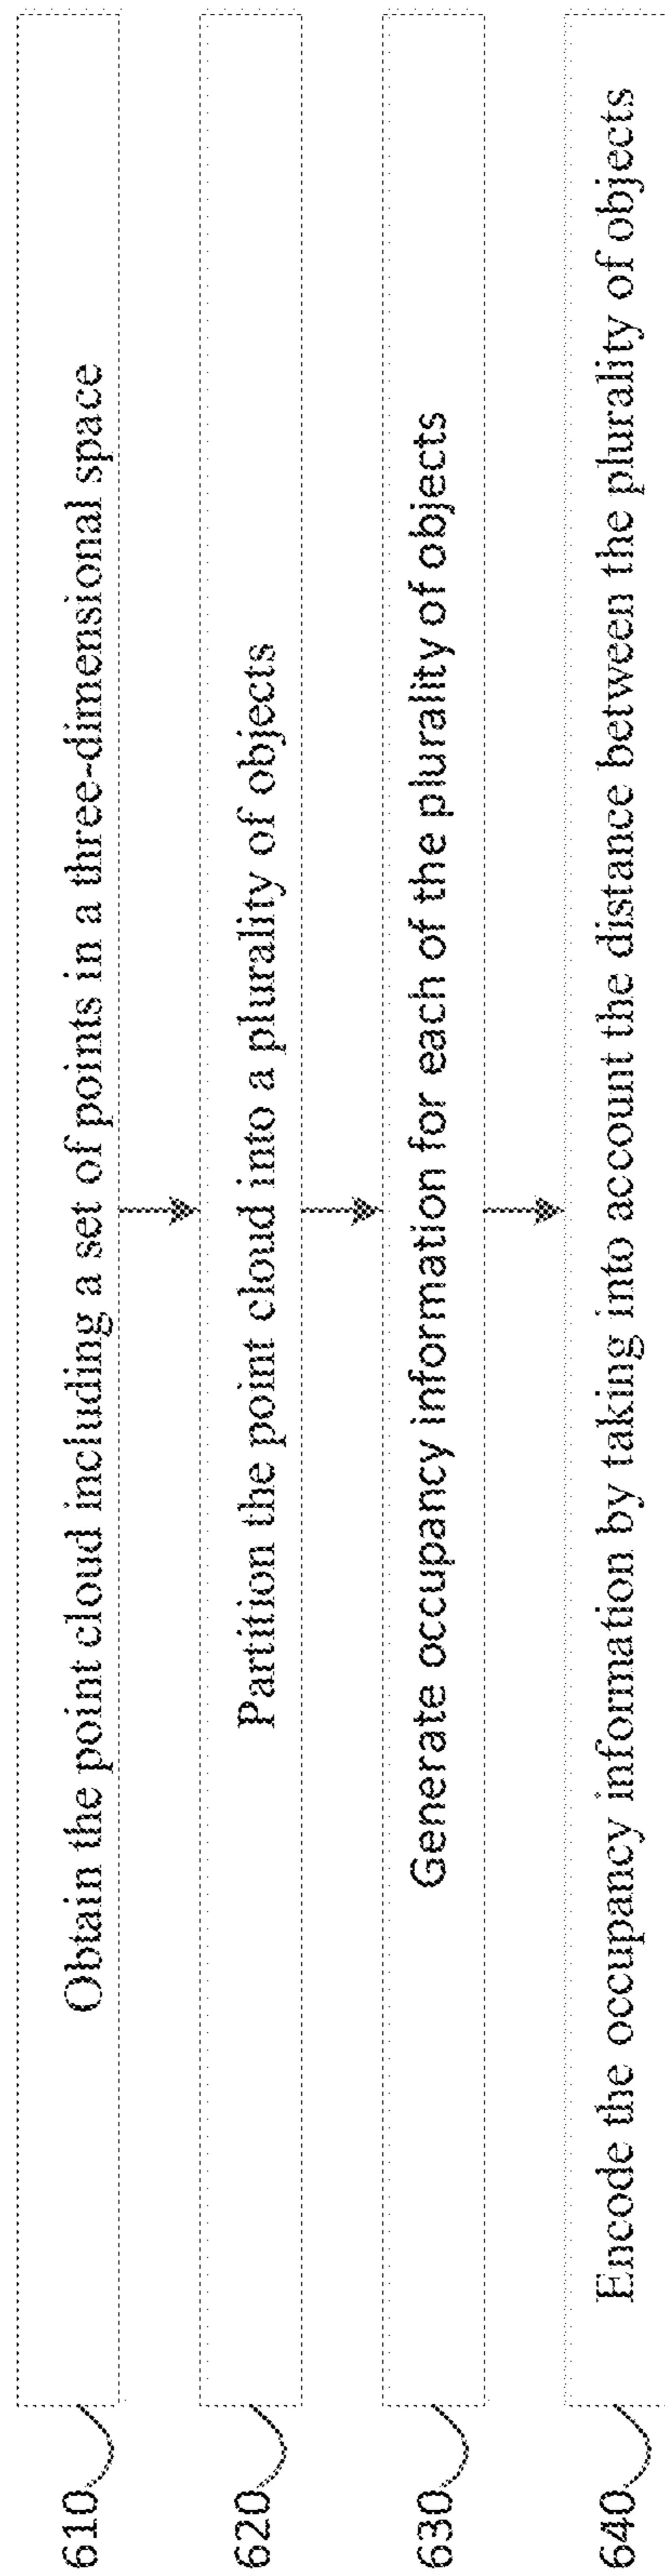 610
Obtain the point cloud including a set of points in a three-dimensional space
620
Partition the point cloud into a plurality of objects
630
Generate occupancy information for each of the plurality of objects
640
Encode the occupancy information by taking into account the distance between the plurality of objects